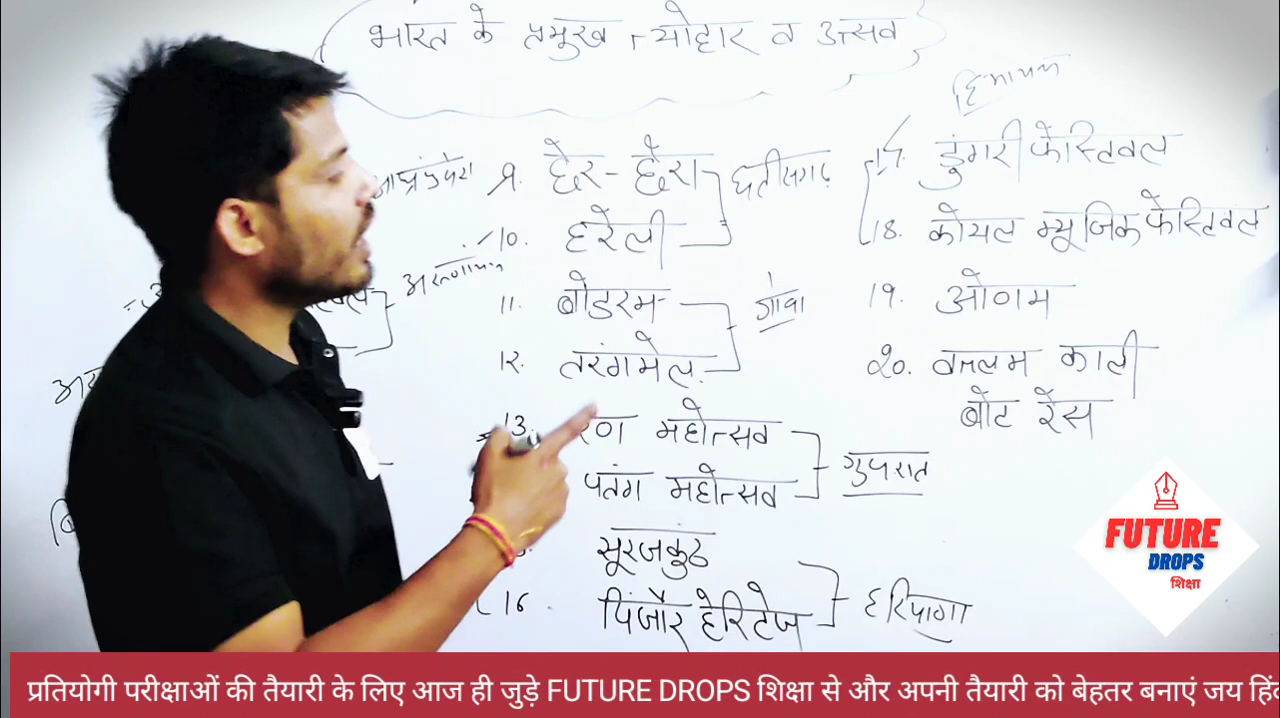 भारत के प्रमुख त्योहार व उत्सव
9. छेर-छेरा
छत्तीसगढ़
10. हरेली
11. बोडरम
गोवा
12. तरंगमेल
13. रण महोत्सव
पतंग महोत्सव
गुजरात
सूरजकुंड
16. पिंजौर हेरिटेज
हरियाणा
हिमाचल
17. डुंगरी फेस्टिवल
18. कोयल म्यूजिक फेस्टिवल
19. ओणम
20. वल्लम काली
बोट रेस
FUTURE
DROPS
शिक्षा
प्रतियोगी परीक्षाओं की तैयारी के लिए आज ही जुड़े FUTURE DROPS शिक्षा से और अपनी तैयारी को बेहतर बनाएं जय हिं